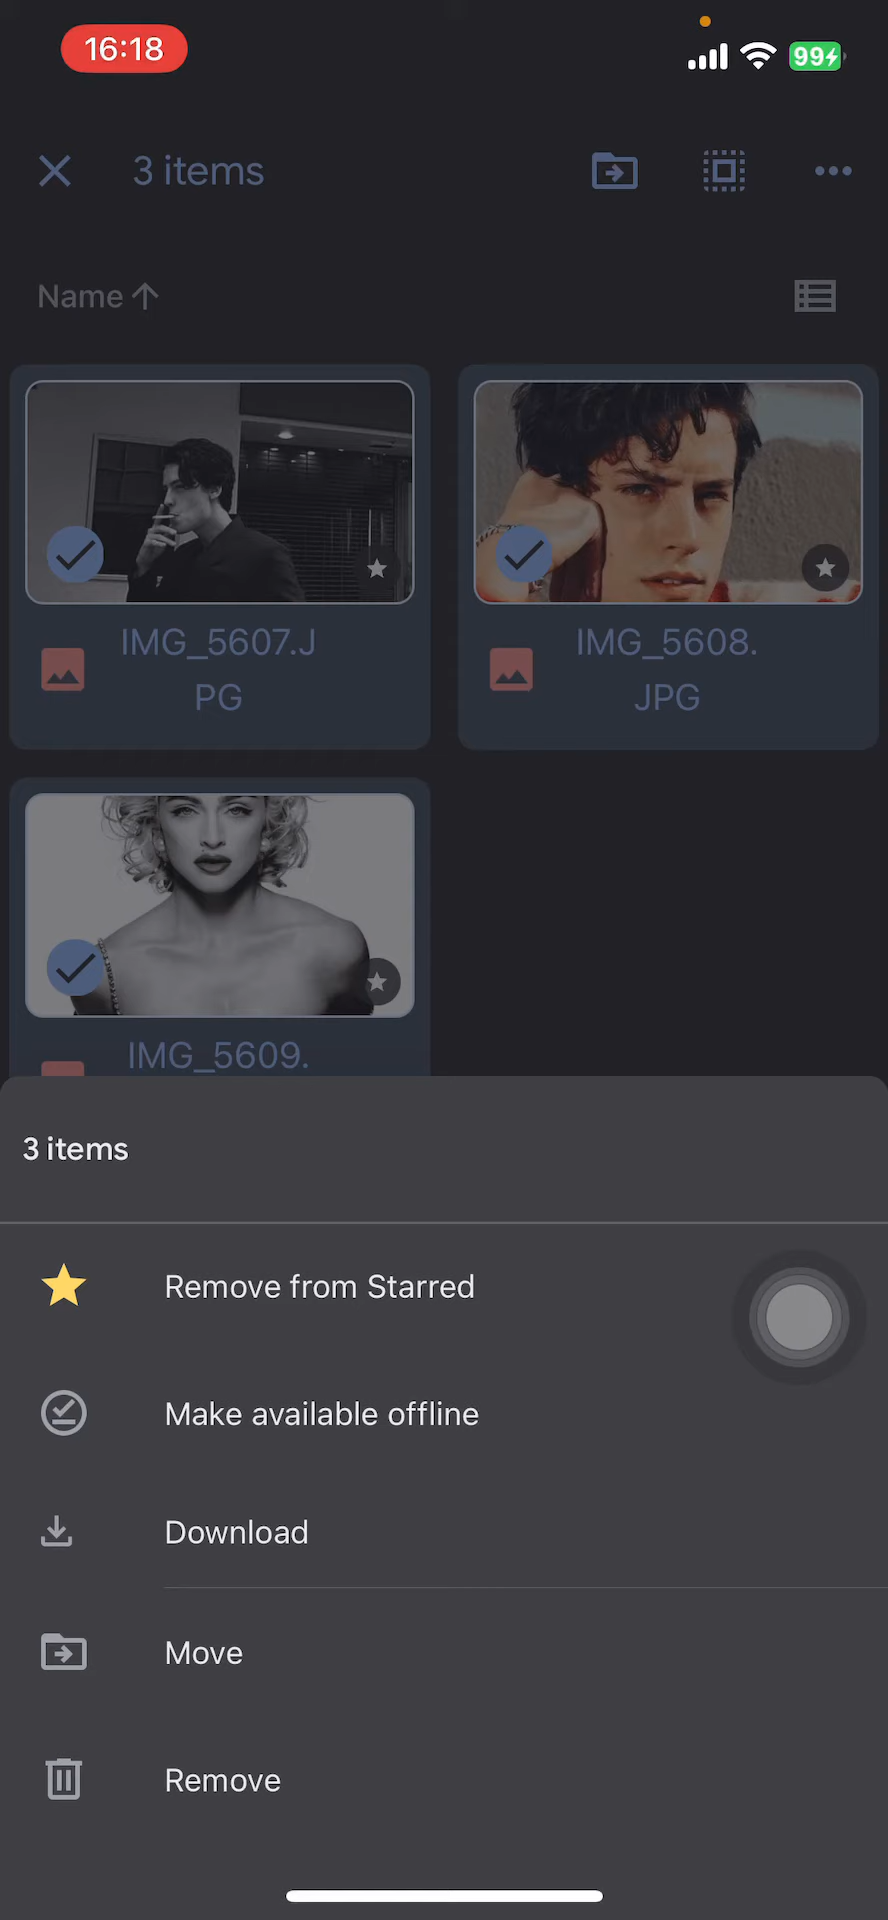 16:18
99
3 items
Name
IMG_5607.J
PG
IMG_5608.
JPG
IMG_5609.
3 items
Remove from Starred
Make available offline
Download
Move
Remove